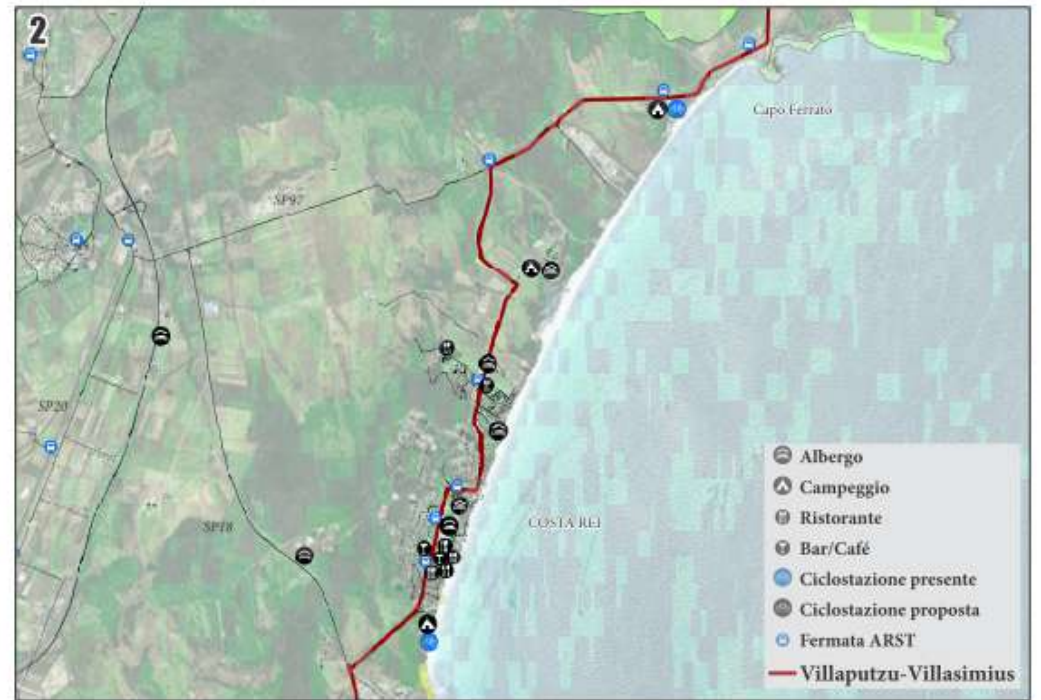 2
Capo Ferrato
SP97
SP20
COSTA REI
SP18
Albergo
Campeggio
Ristorante
Bar/Café
Ciclostazione presente
Ciclostazione proposta
Fermata ARST
Villaputzu-Villasimius